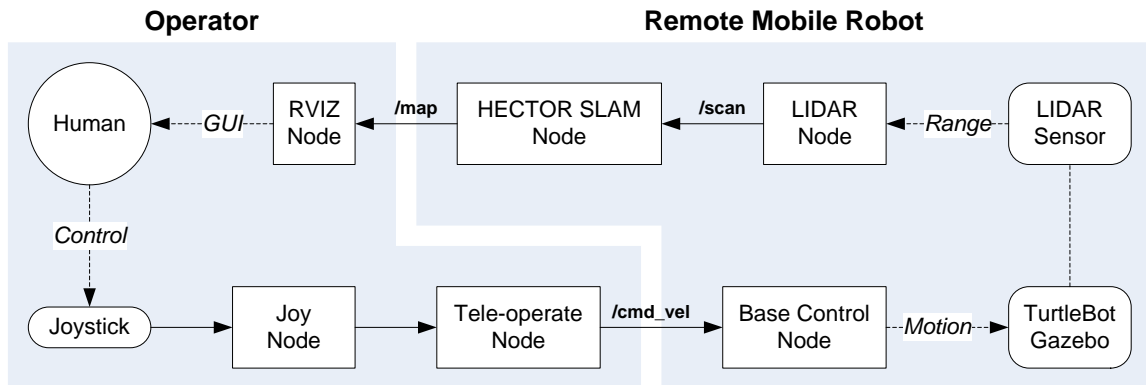 Operator
Remote Mobile Robot
Human
GUI
RVIZ
Node
/map
HECTOR SLAM
Node
/scan
LIDAR
Node
Range
LIDAR
Sensor
Control
Joystick
Joy
Node
Tele-operate
Node
/cmd_vel
Base Control
Node
Motion
TurtleBot
Gazebo